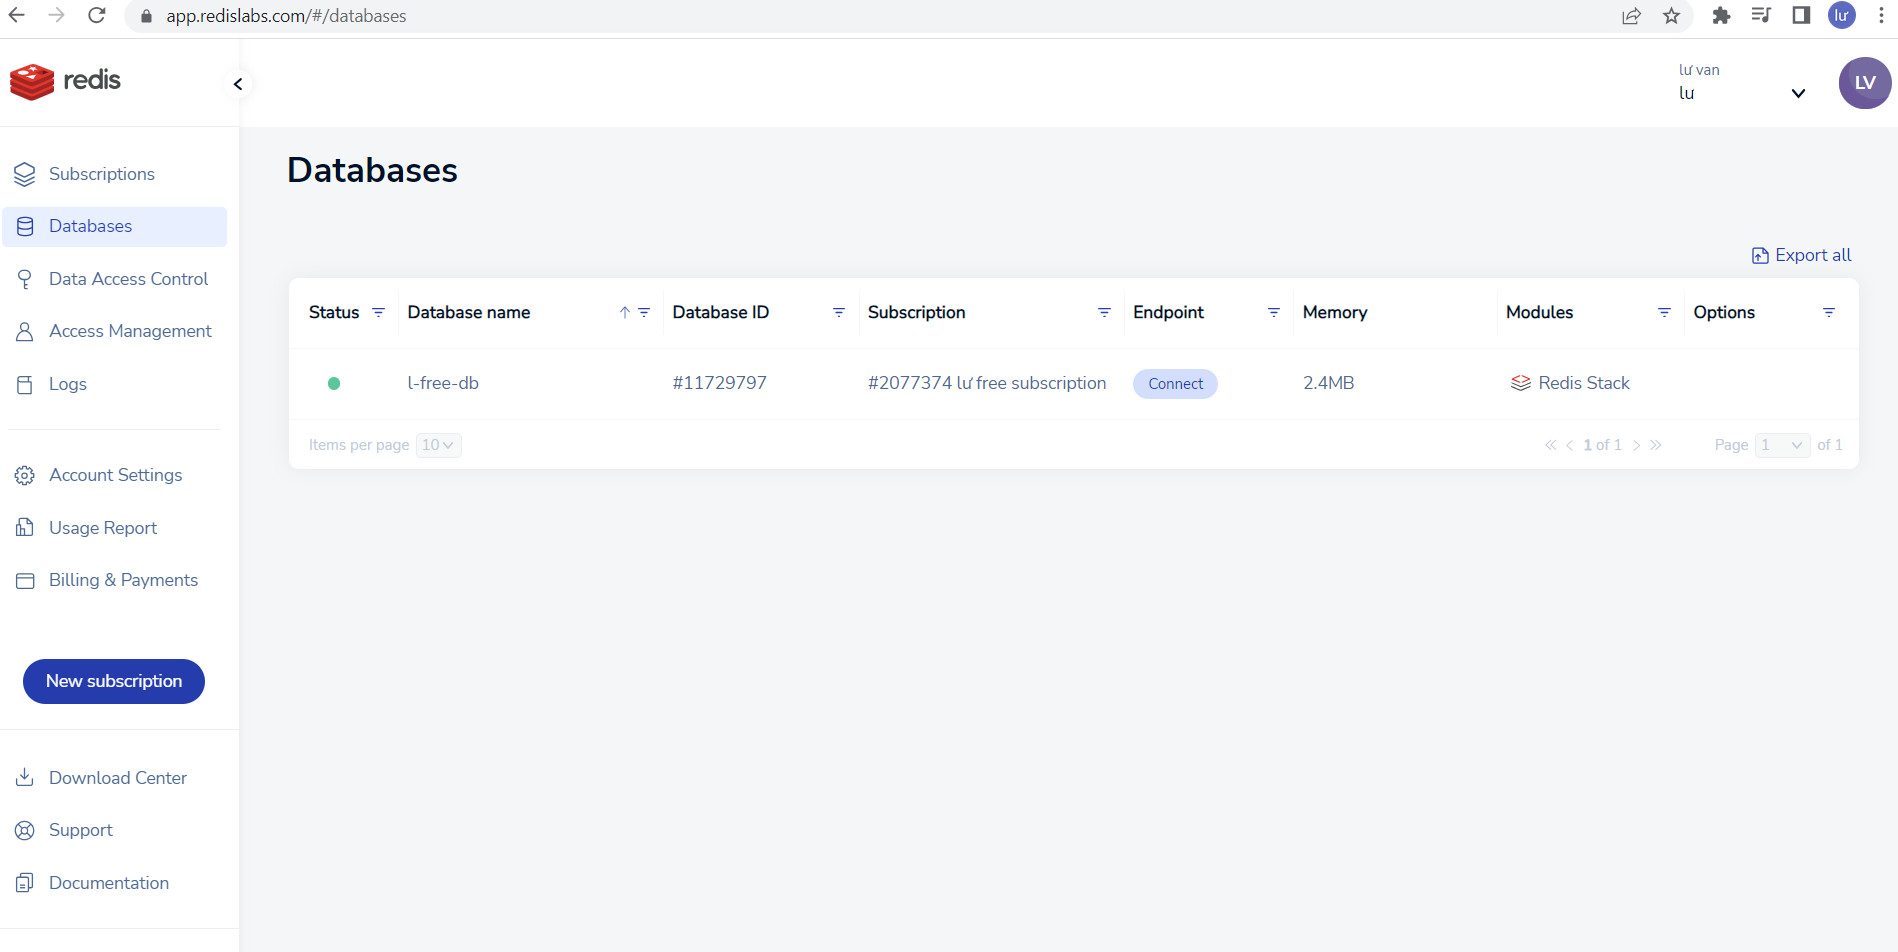 app.redislabs.com/#/databases
lư
redis
lư van
lư
LV
Subscriptions
Databases
Data Access Control
Access Management
Logs
Account Settings
Usage Report
Billing & Payments
New subscription
Download Center
Support
Documentation
Databases
Export all
Status Database name Database ID Subscription Endpoint Memory Modules Options
l-free-db #11729797 #2077374 lư free subscription Connect 2.4MB Redis Stack
Items per page 10 1 of 1 Page 1 of 1